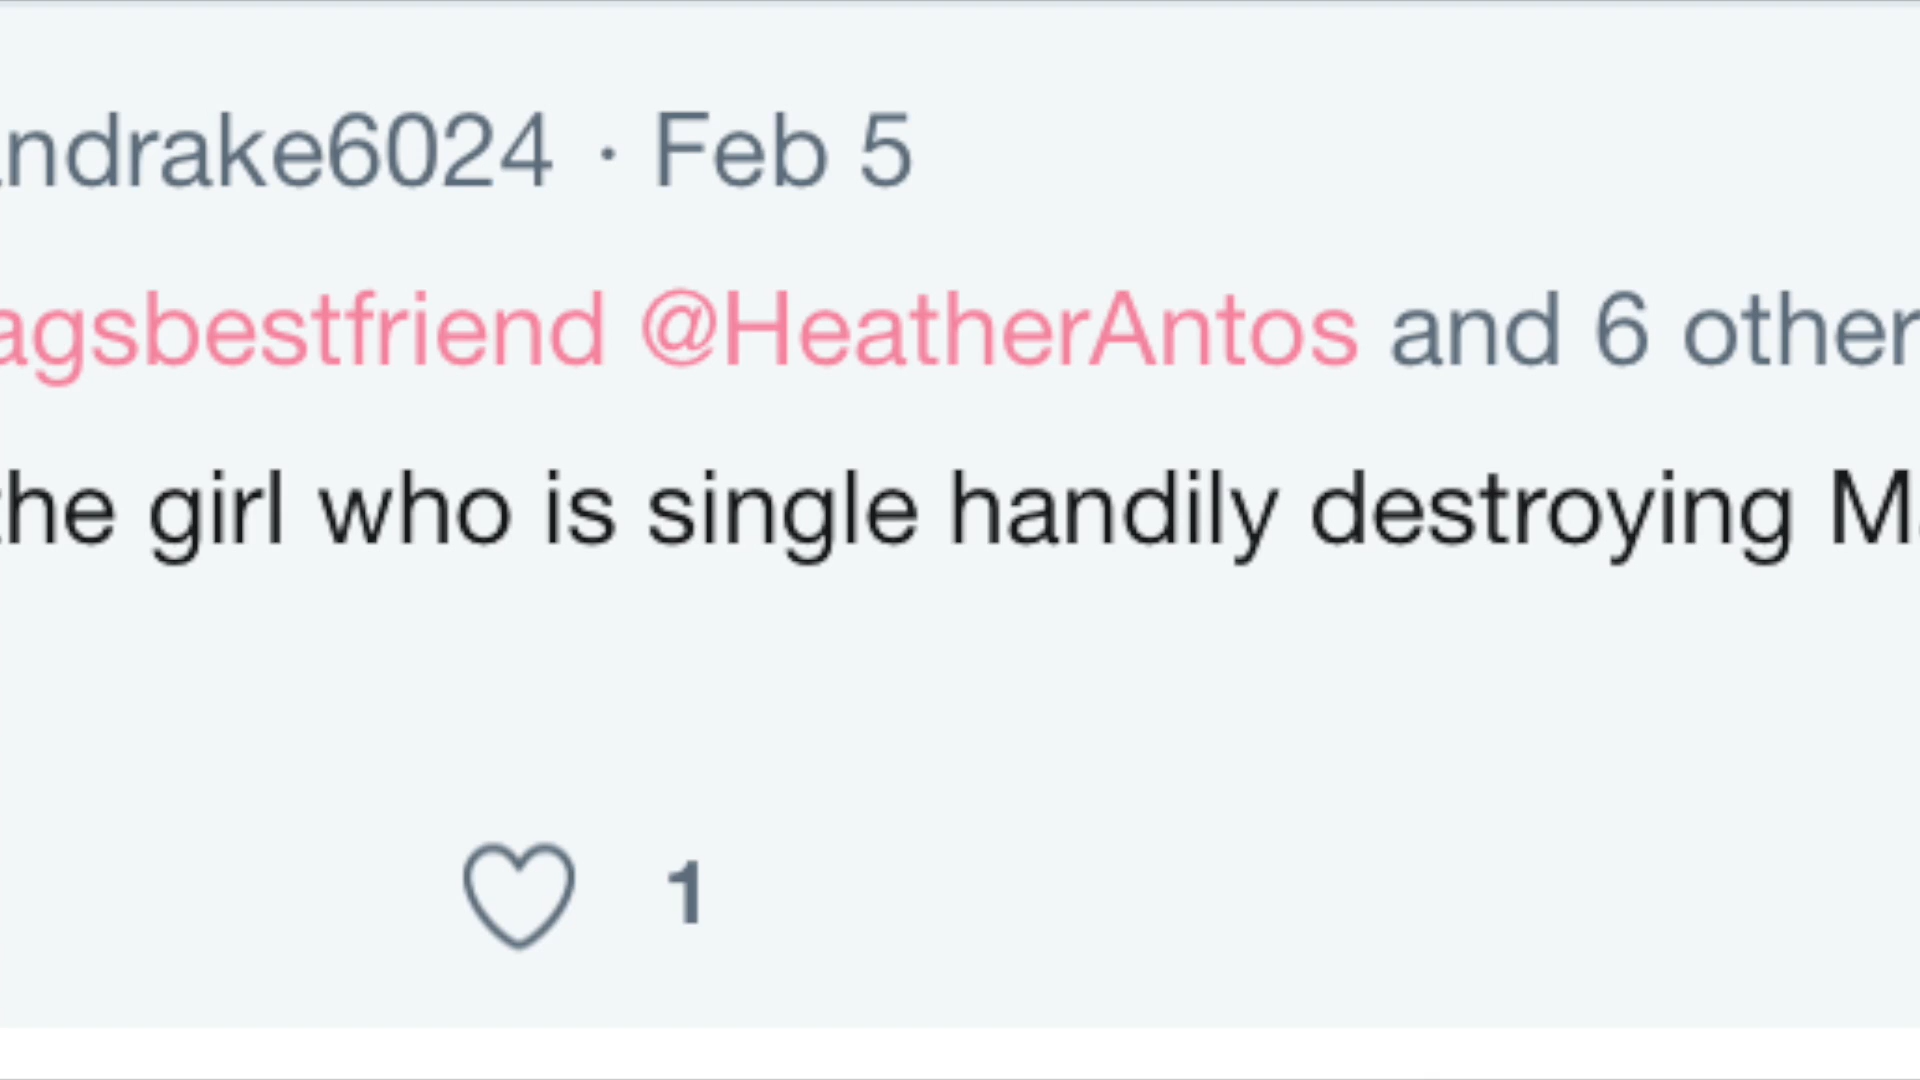 ndrake6024 · Feb 5
agsbestfriend @HeatherAntos and 6 other
he girl who is single handily destroying M
1